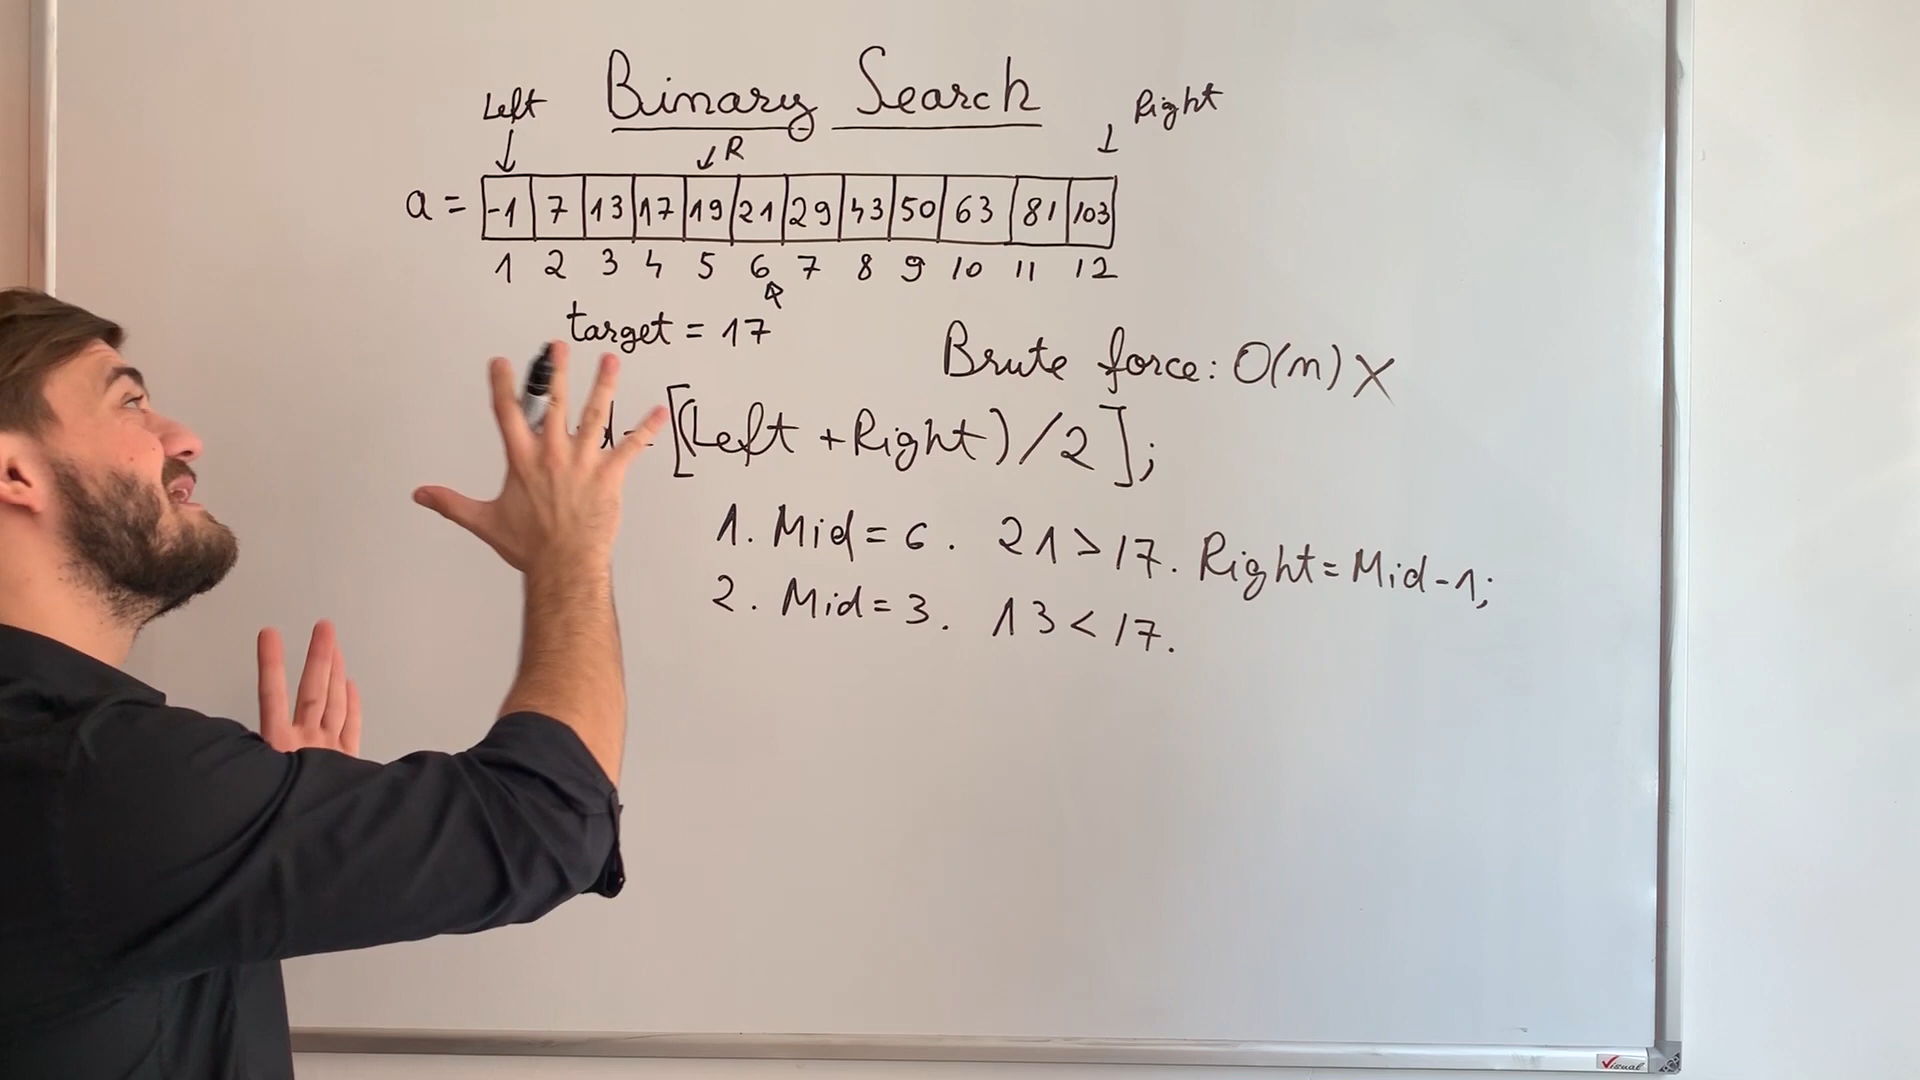 Binary Search
Left
Right
R
a = -1 7 13 17 19 21 29 43 50 63 81 103
1 2 3 4 5 6 7 8 9 10 11 12
target = 17
Brute force: O(n) X
d = [(Left + Right) / 2];
1. Mid = 6. 21 > 17. Right = Mid - 1;
2. Mid = 3. 13 < 17.
Visual